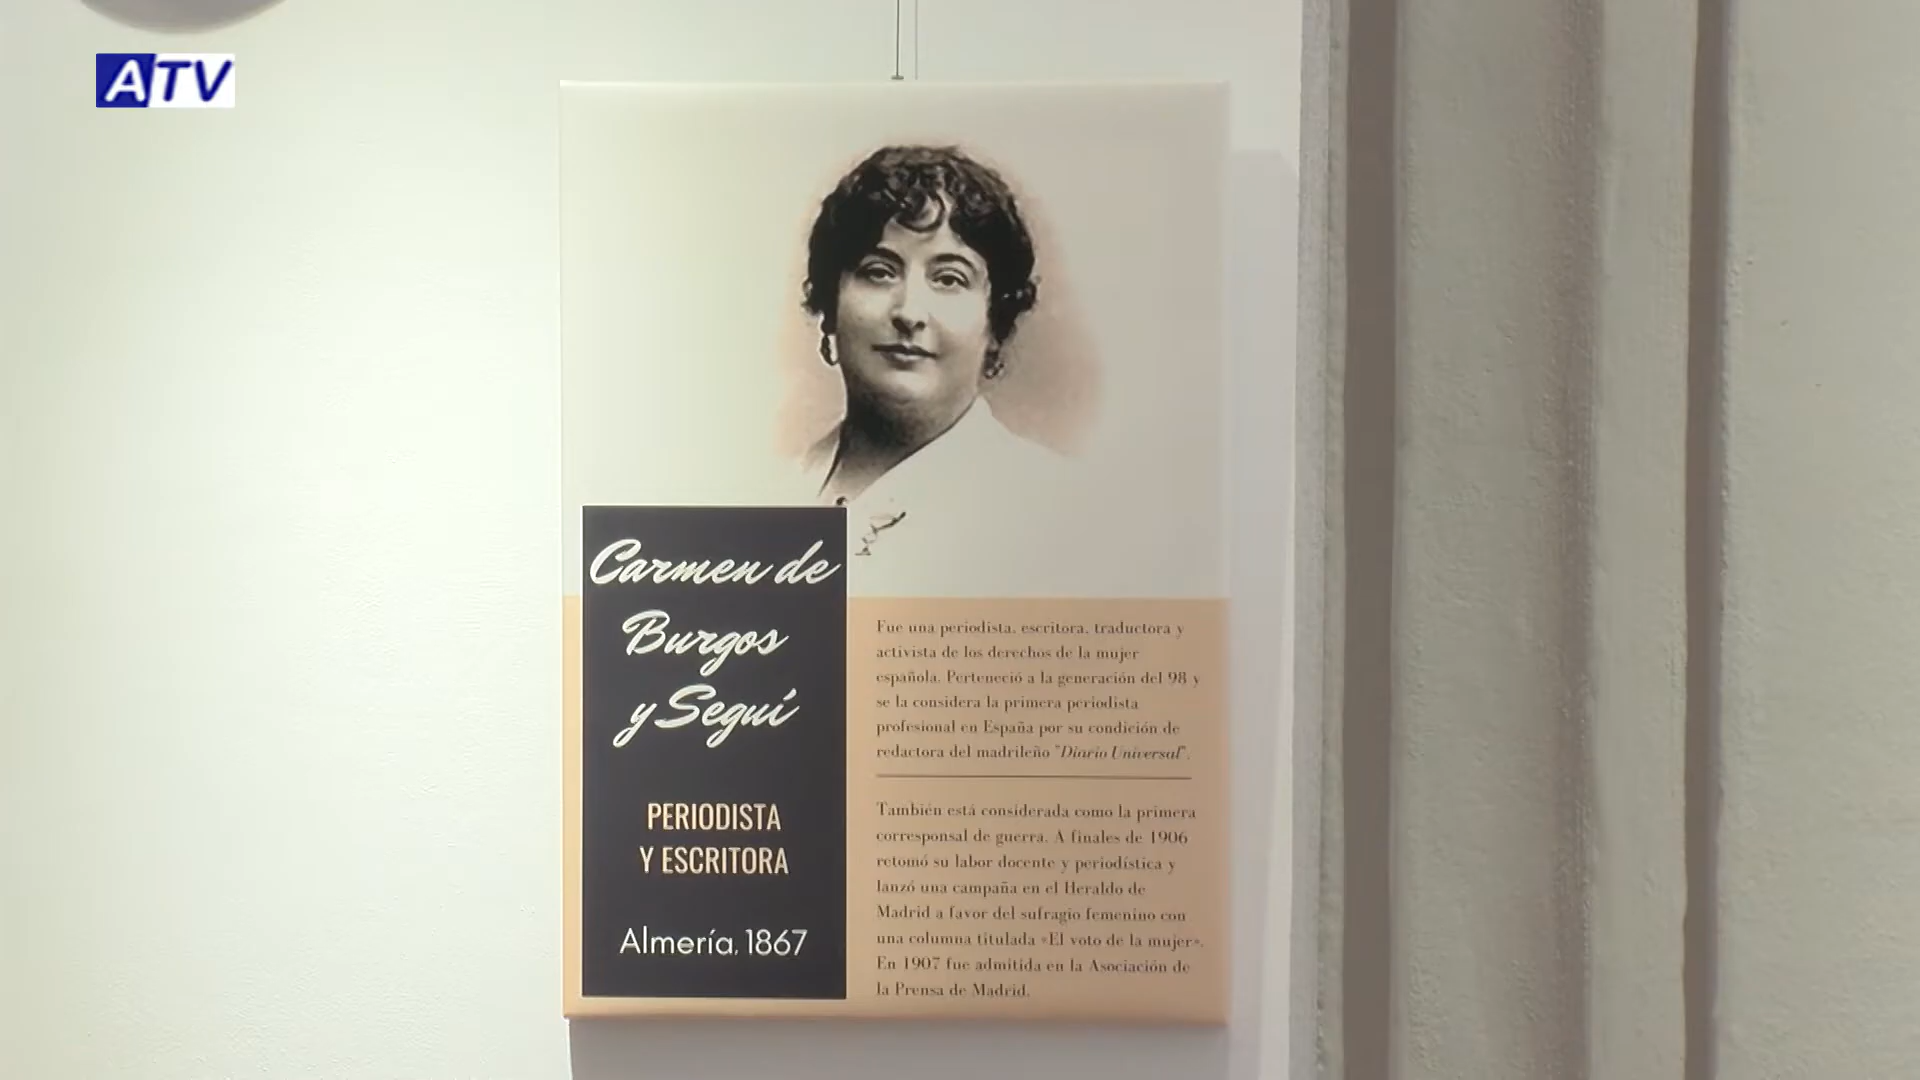 ATV
Carmen de
Burgos
y Seguí
PERIODISTA
Y ESCRITORA
Almería, 1867
Fue una periodista, escritora, traductora y
activista de los derechos de la mujer
española. Perteneció a la generación del 98 y
se la considera la primera periodista
profesional en España por su condición de
redactora del madrileño "Diario Universal".
También está considerada como la primera
corresponsal de guerra. A finales de 1906
retomó su labor docente y periodística y
lanzó una campaña en el Heraldo de
Madrid a favor del sufragio femenino con
una columna titulada «El voto de la mujer».
En 1907 fue admitida en la Asociación de
la Prensa de Madrid.